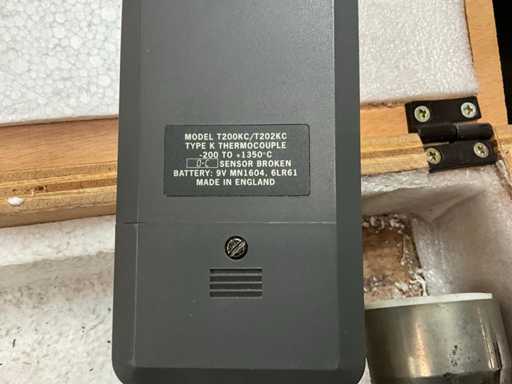 MODEL T200KC/T202KC
TYPE K THERMOCOUPLE
-200 TO +1350°C
O-C SENSOR BROKEN
BATTERY: 9V MN1604, 6LR61
MADE IN ENGLAND